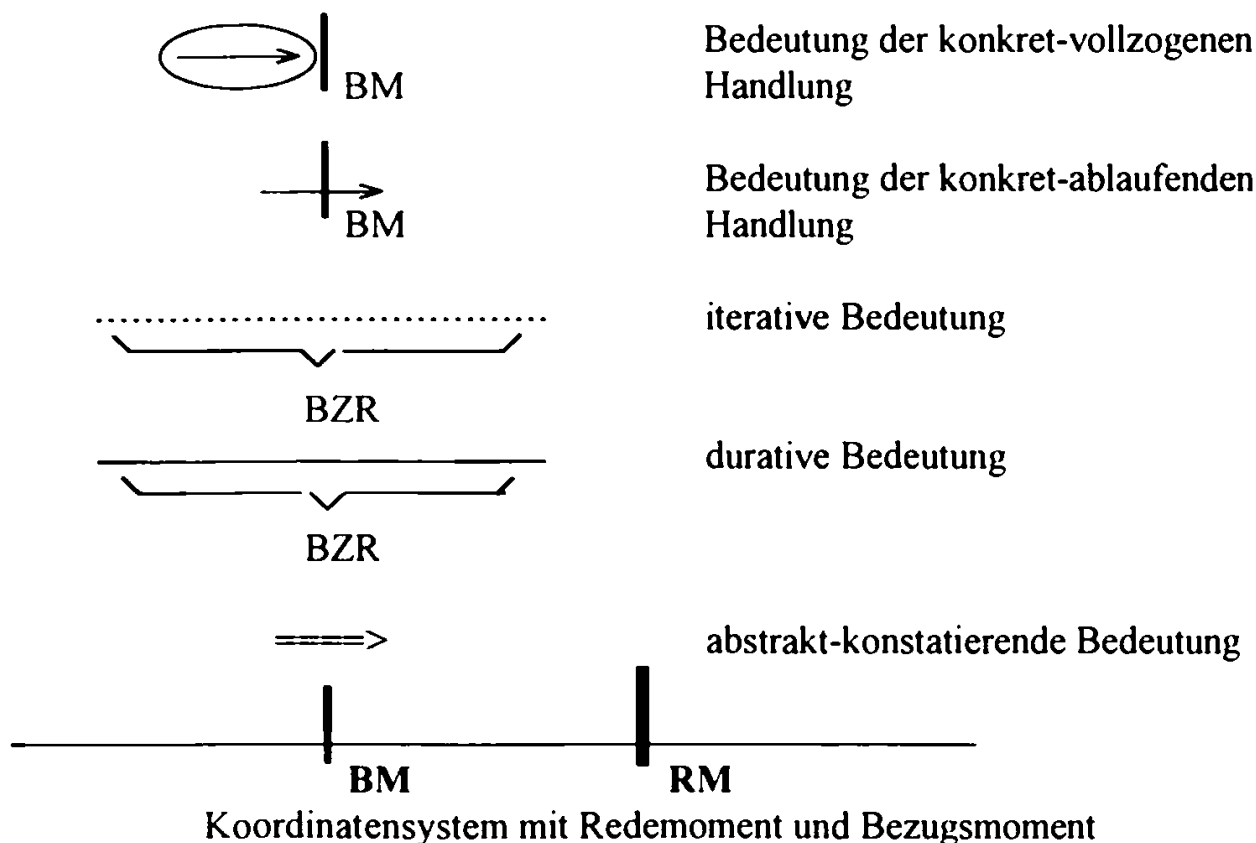 BM
Bedeutung der konkret-vollzogenen
Handlung
BM
Bedeutung der konkret-ablaufenden
Handlung
iterative Bedeutung
BZR
durative Bedeutung
BZR
abstrakt-konstatierende Bedeutung
BM RM
Koordinatensystem mit Redemoment und Bezugsmoment